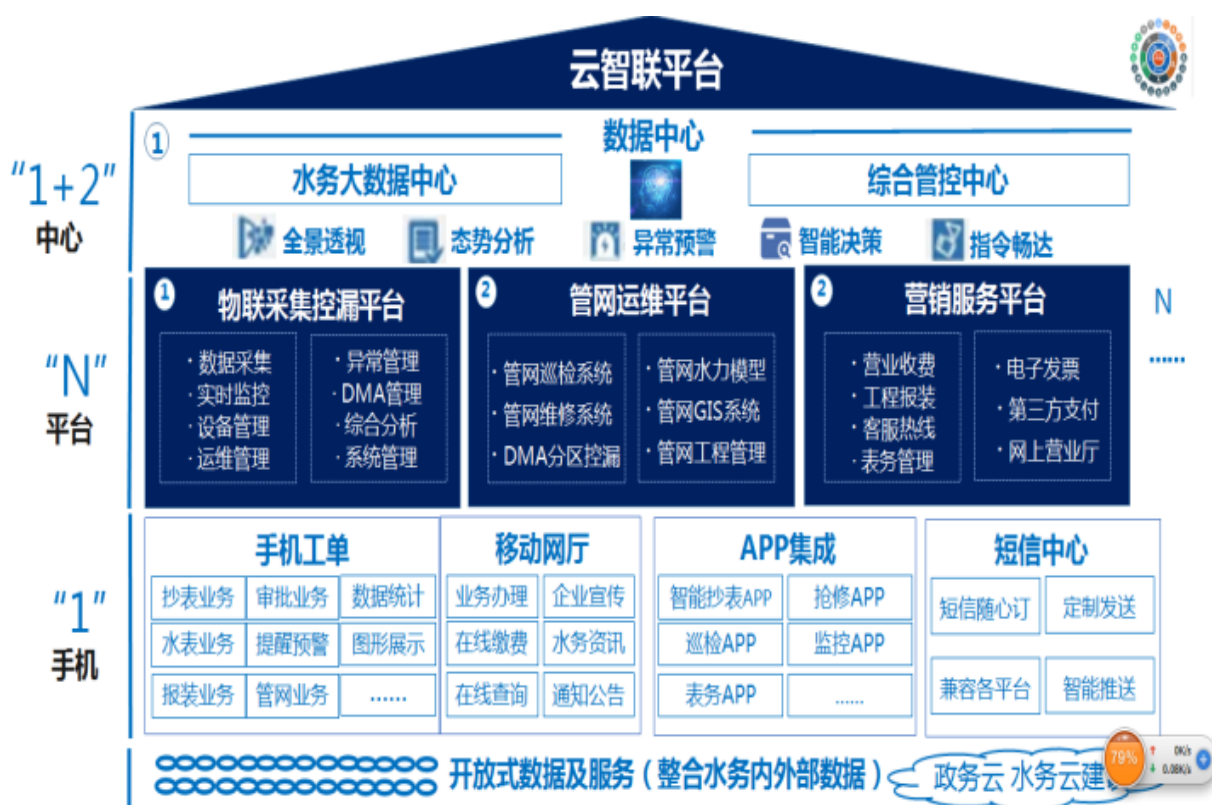 云智联平台
“1+2”
中心
1
数据中心
水务大数据中心
综合管控中心
全景透视
态势分析
异常预警
智能决策
指令畅达
“N”
平台
1
物联采集控漏平台
·数据采集
·实时监控
·设备管理
·运维管理
·异常管理
·DMA管理
·综合分析
·系统管理
2
管网运维平台
·管网巡检系统
·管网维修系统
·DMA分区控漏
·管网水力模型
·管网GIS系统
·管网工程管理
2
营销服务平台
·营业收费
·工程报装
·客服热线
·表务管理
·电子发票
·第三方支付
·网上营业厅
N
......
“1”
手机
手机工单
抄表业务 审批业务 数据统计
水表业务 提醒预警 图形展示
报装业务 管网业务 ......
移动网厅
业务办理 企业宣传
在线缴费 水务资讯
在线查询 通知公告
APP集成
智能抄表APP 抢修APP
巡检APP 监控APP
表务APP ......
短信中心
短信随心订 定制发送
兼容各平台 智能推送
开放式数据及服务（整合水务内外部数据）
政务云 水务云建
79%
0K/s
0.08K/s